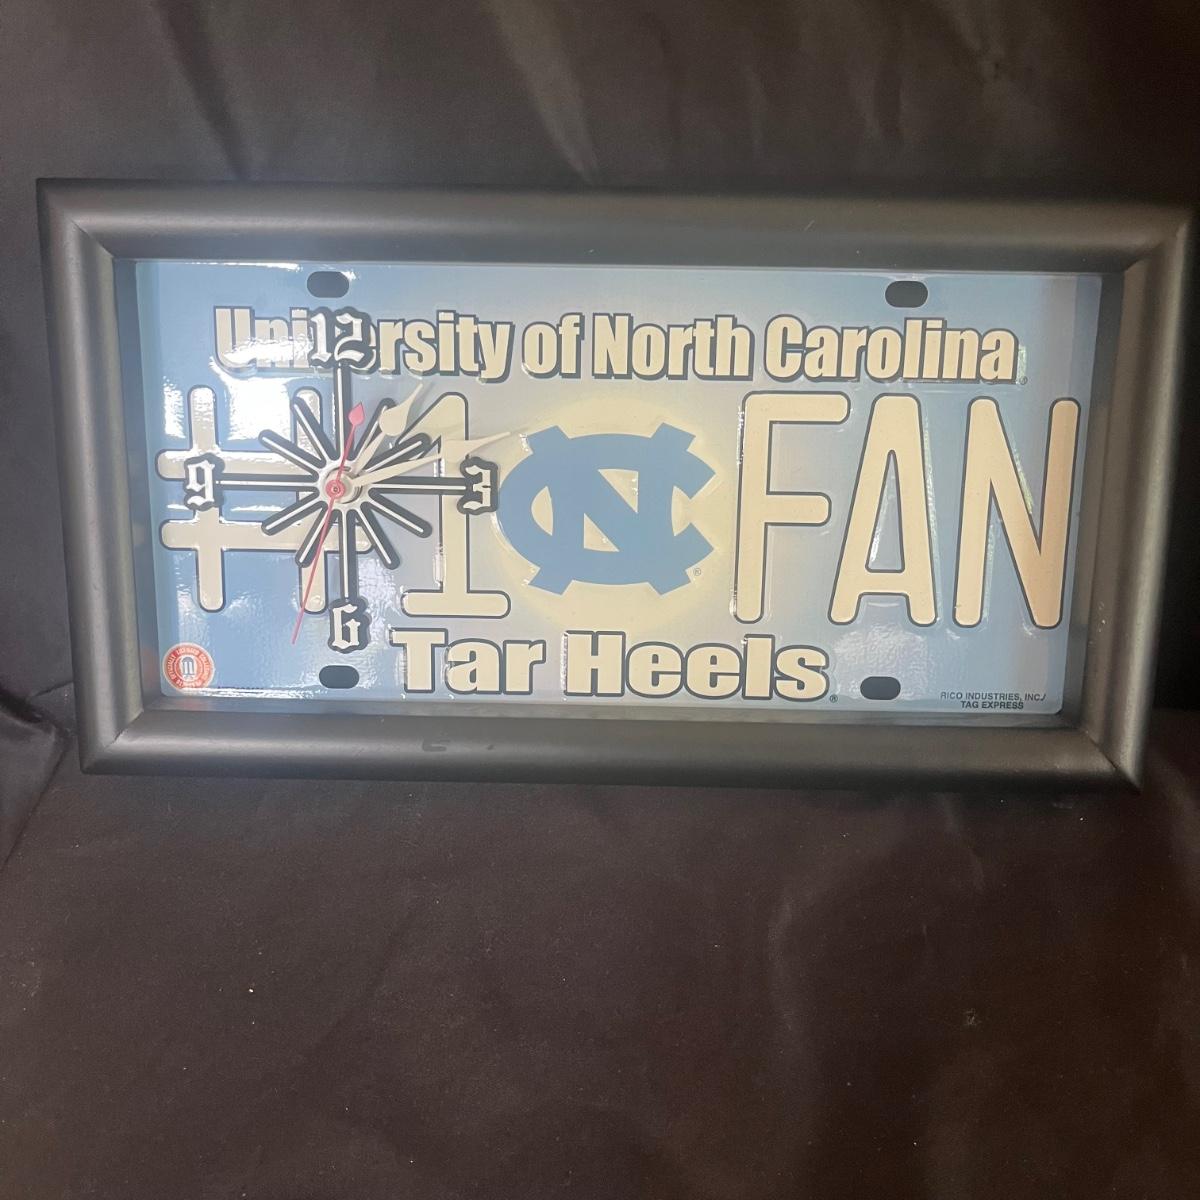 University of North Carolina
12
9
3
6
#1 NC FAN
Tar Heels
RICO INDUSTRIES, INC./
TAG EXPRESS